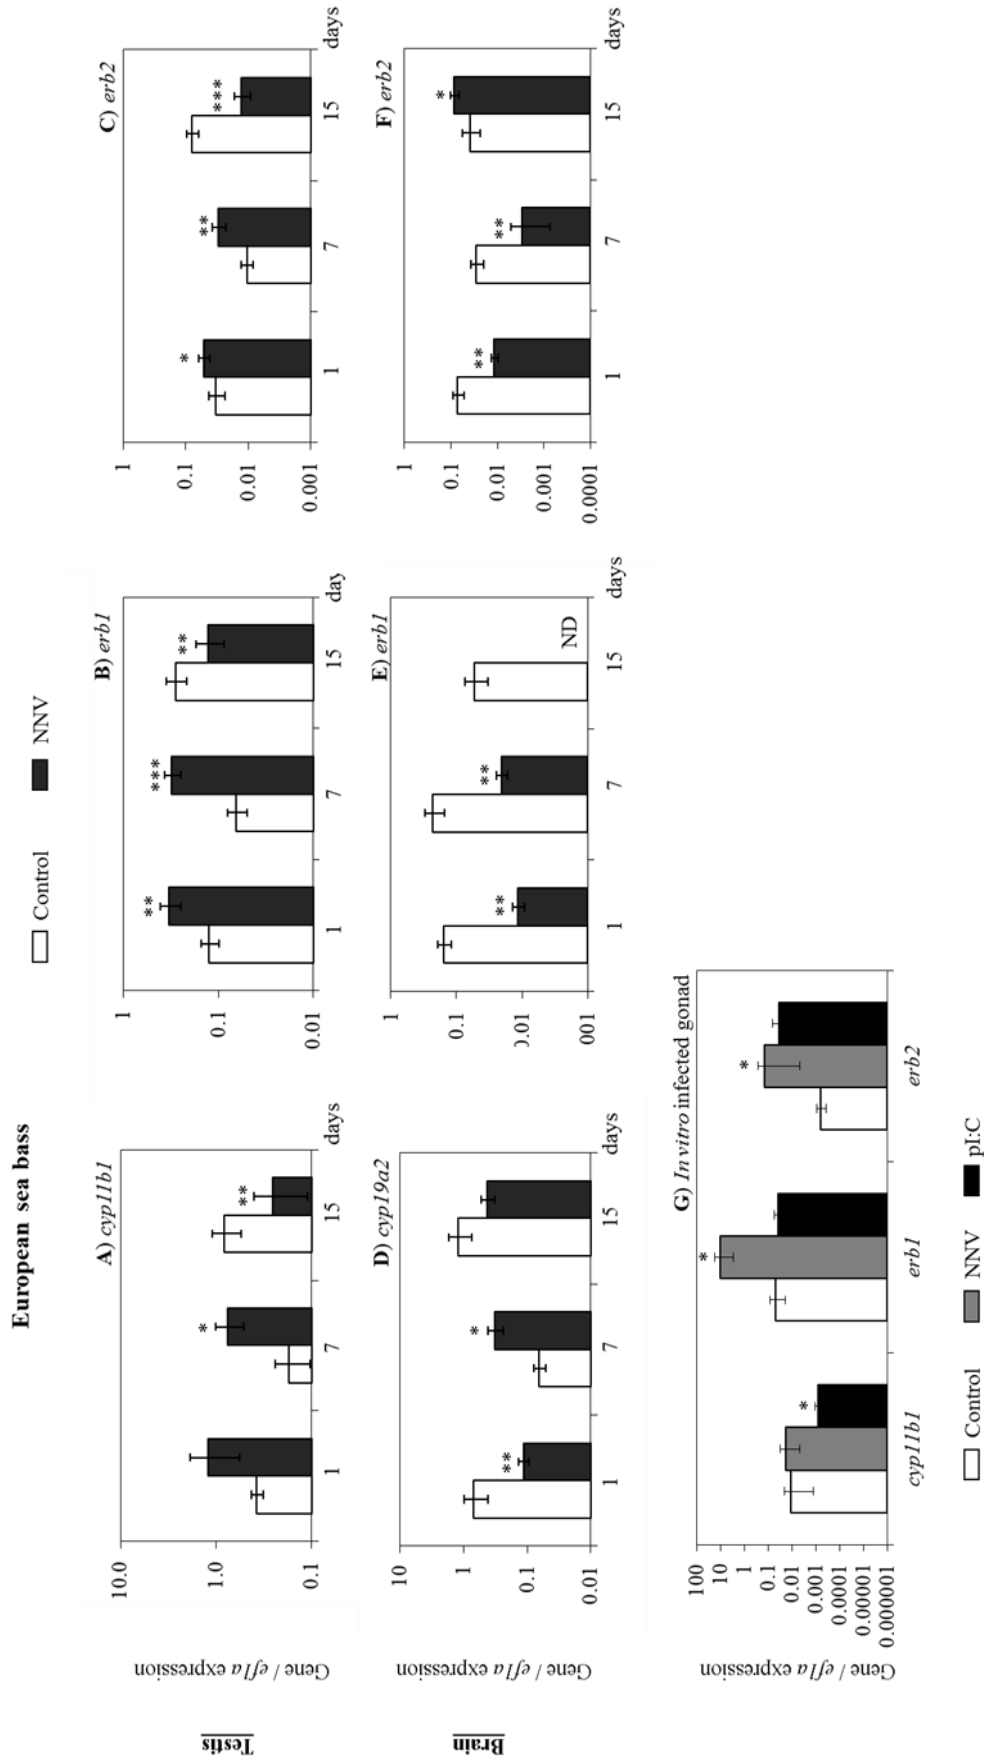 European sea bass
Control NNV
Testis
Gene / ef1a expression
A) cyp11b1
10.0
1.0
0.1
1 7 15 days
* **
B) erb1
1
0.1
0.01
1 7 15 day
** *** **
C) erb2
1
0.1
0.01
0.001
1 7 15 days
* ** ***
Brain
Gene / ef1a expression
D) cyp19a2
10
1
0.1
0.01
1 7 15 days
** *
E) erb1
1
0.1
0.01
001
1 7 15 days
** ** ND
F) erb2
1
0.1
0.01
0.001
0.0001
1 7 15 days
** ** *
Gene / ef1a expression
G) In vitro infected gonad
100
10
1
0.1
0.01
0.001
0.0001
0.00001
0.000001
* * *
cyp11b1 erb1 erb2
Control NNV pI:C